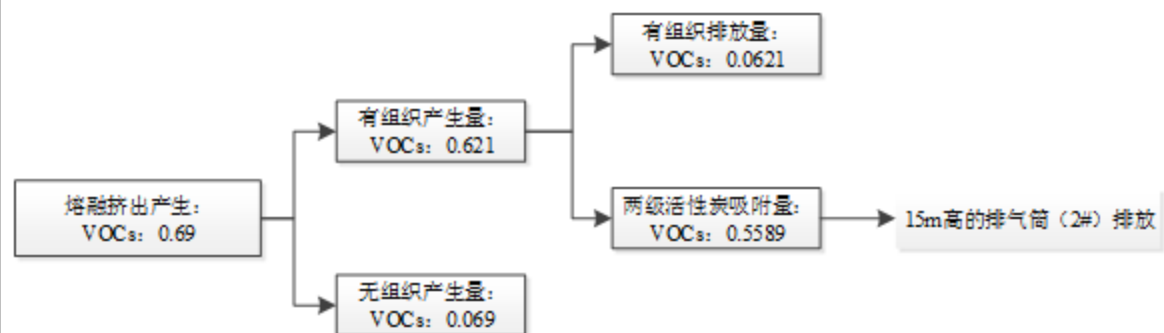 有组织排放量：
VOCs：0.0621
有组织产生量：
VOCs：0.621
熔融挤出产生：
VOCs：0.69
两级活性炭吸附量：
VOCs：0.5589
15m高的排气筒（2#）排放
无组织产生量：
VOCs：0.069